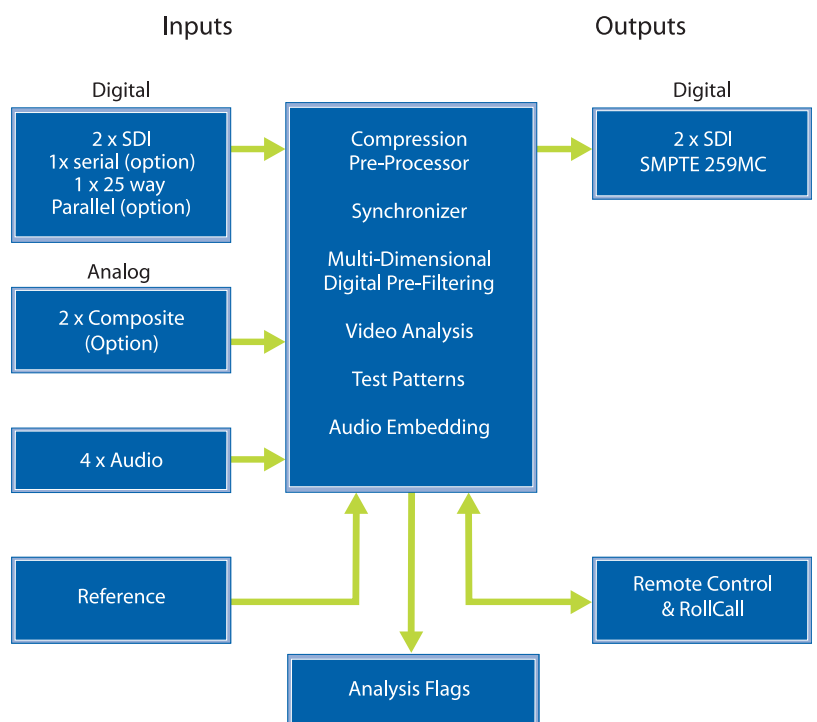 Inputs
Outputs
Digital
2 x SDI
1x serial (option)
1 x 25 way
Parallel (option)
Analog
2 x Composite
(Option)
4 x Audio
Reference
Compression
Pre-Processor
Synchronizer
Multi-Dimensional
Digital Pre-Filtering
Video Analysis
Test Patterns
Audio Embedding
Analysis Flags
Digital
2 x SDI
SMPTE 259MC
Remote Control
& RollCall